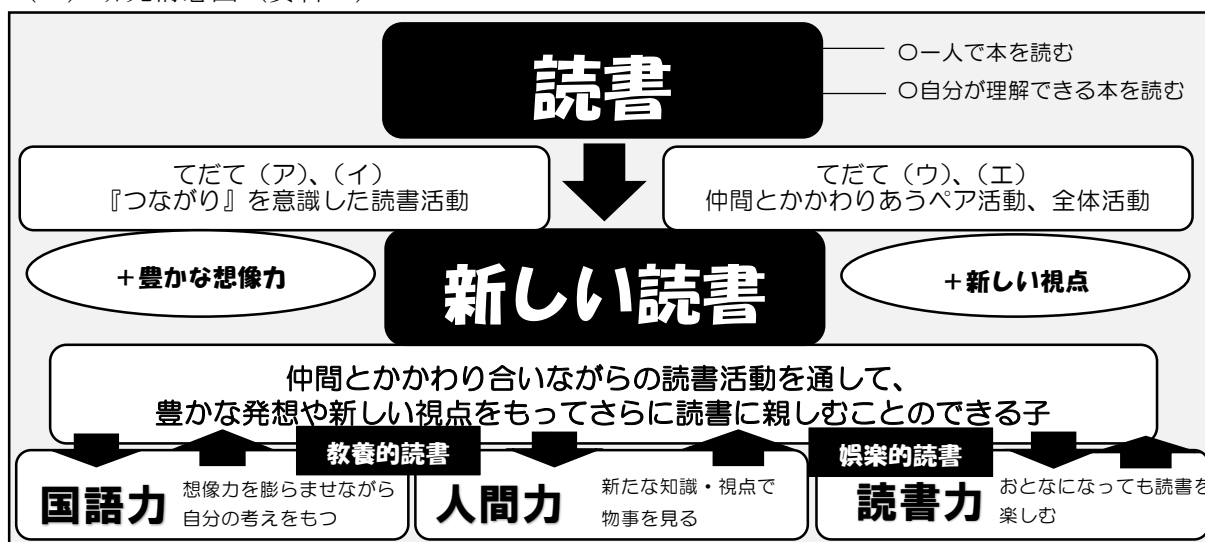 読書
〇一人で本を読む
〇自分が理解できる本を読む
てだて（ア）、（イ）
『つながり』を意識した読書活動
てだて（ウ）、（エ）
仲間とかかわりあうペア活動、全体活動
＋豊かな想像力
新しい読書
＋新しい視点
仲間とかかわり合いながらの読書活動を通して、
豊かな発想や新しい視点をもってさらに読書に親しむことのできる子
教養的読書
娯楽的読書
国語力
想像力を膨らませながら
自分の考えをもつ
人間力
新たな知識・視点で
物事を見る
読書力
おとなになっても読書を
楽しむ